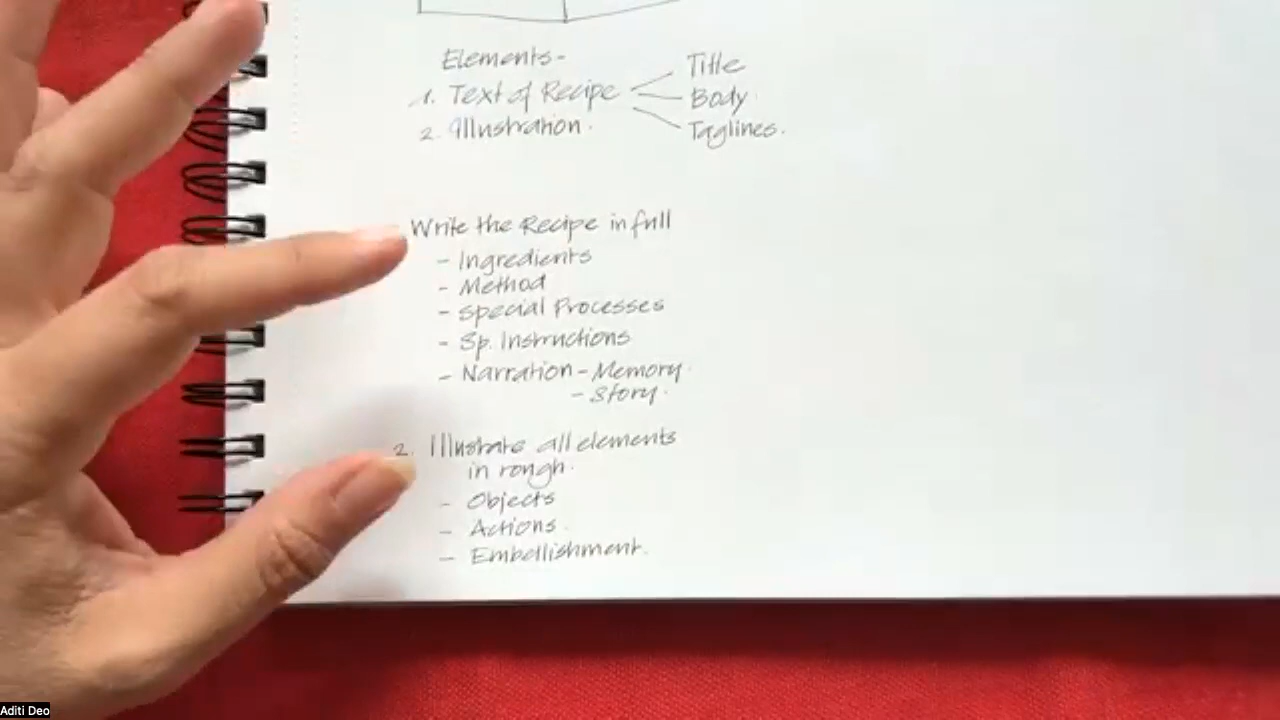 Elements-
1. Text of Recipe
Title
Body
Taglines.
2. Illustration.
Write the Recipe in full
- Ingredients
- Method
- Special Processes
- Sp. Instructions
- Narration - Memory.
- Story.
2. Illustrate all elements
in rough.
- Objects
- Actions.
- Embellishment.
Aditi Deo